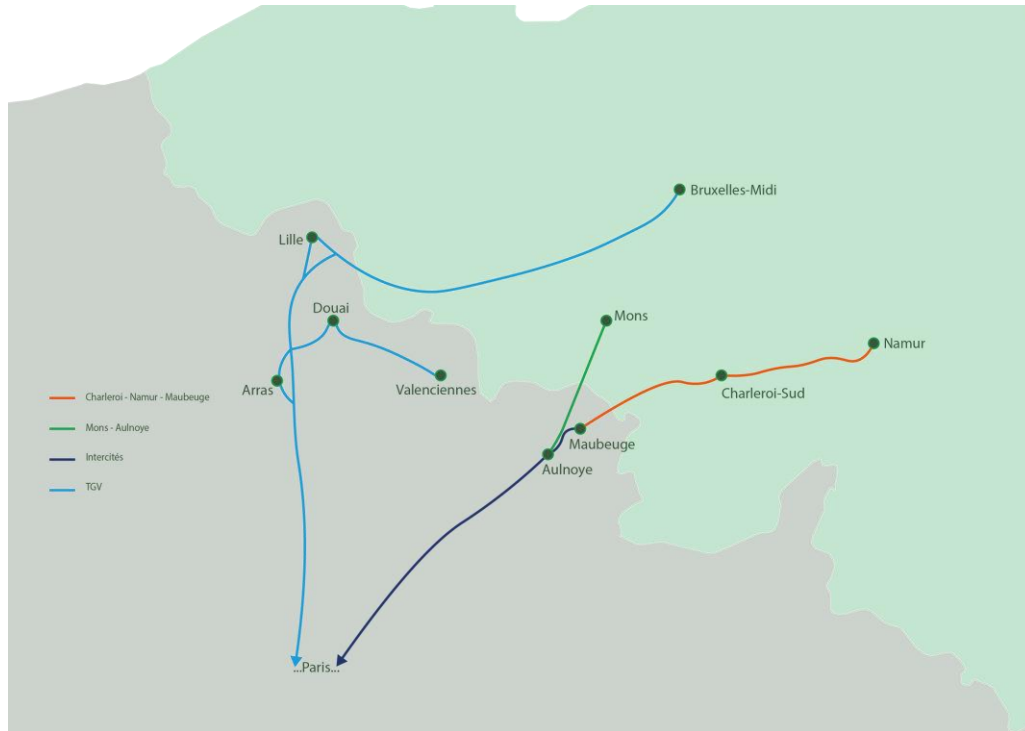 Bruxelles-Midi
Lille
Douai
Mons
Namur
Arras
Valenciennes
Charleroi-Sud
Charleroi - Namur - Maubeuge
Mons - Aulnoye
Intercités
TGV
Maubeuge
Aulnoye
...Paris...